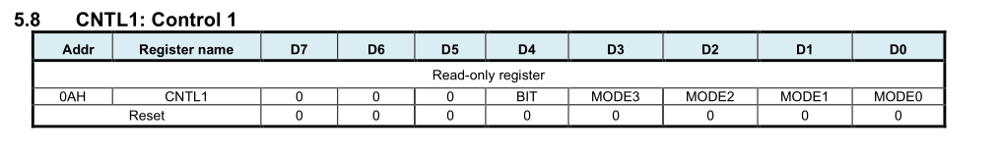 5.8 CNTL1: Control 1
Addr Register name D7 D6 D5 D4 D3 D2 D1 D0
Read-only register
0AH CNTL1 0 0 0 BIT MODE3 MODE2 MODE1 MODE0
Reset 0 0 0 0 0 0 0 0